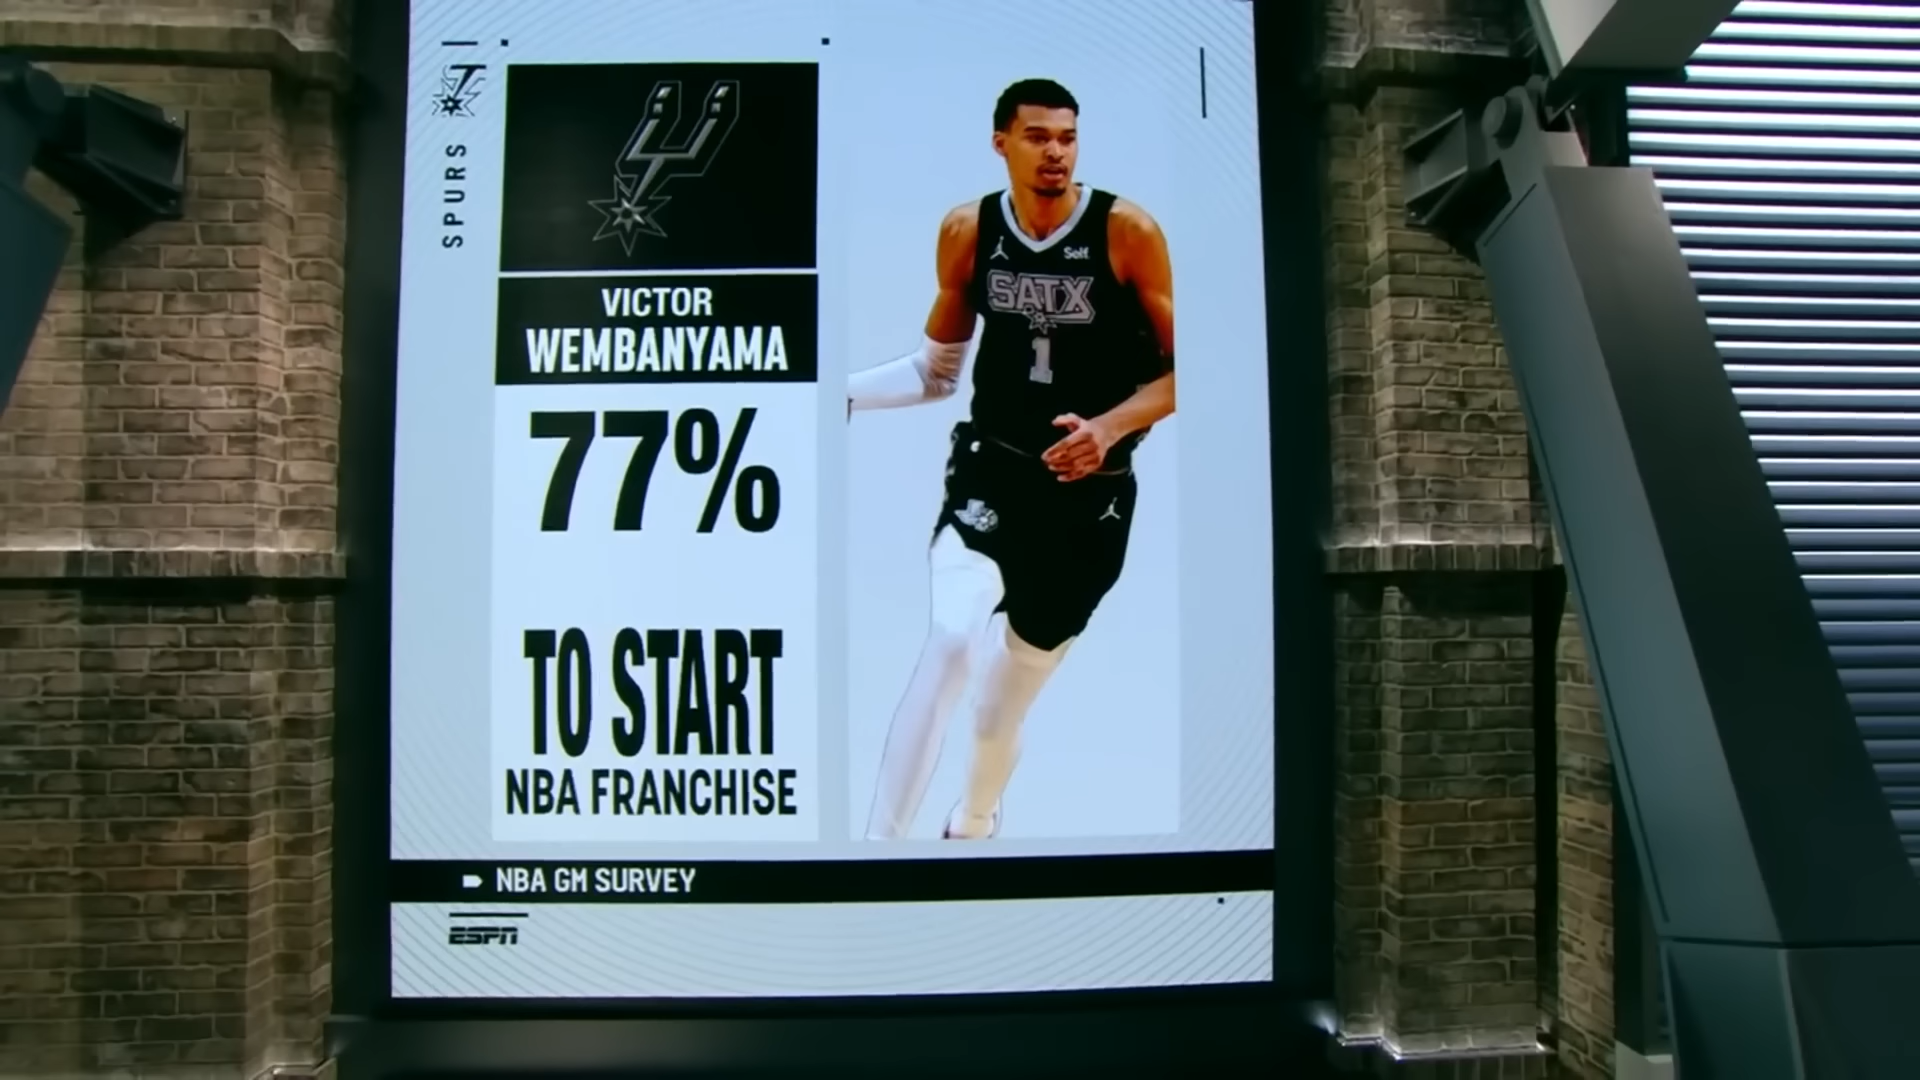 SPURS
VICTOR
WEMBANYAMA
77%
TO START
NBA FRANCHISE
Self
SATX
1
NBA GM SURVEY
ESPN